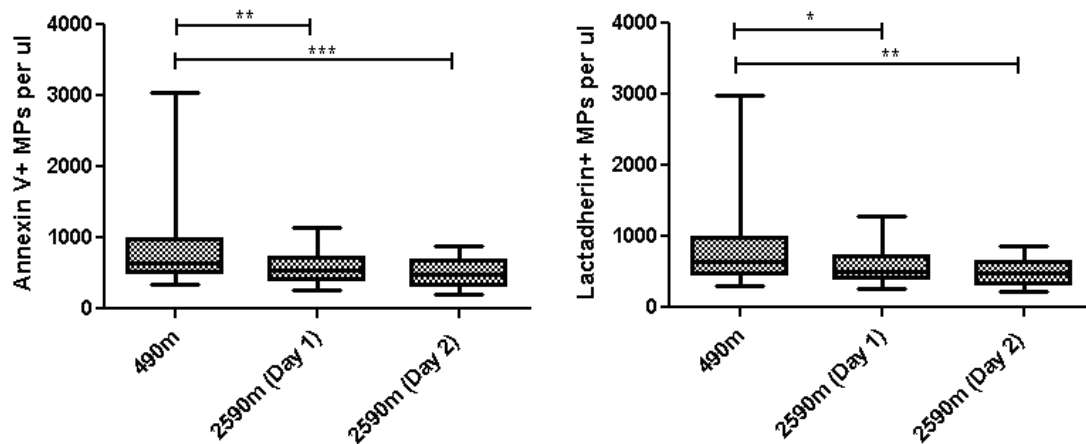 Annexin V+ MPs per ul
4000
3000
2000
1000
0
**
***
490m
2590m (Day 1)
2590m (Day 2)
Lactadherin+ MPs per ul
4000
3000
2000
1000
0
*
**
490m
2590m (Day 1)
2590m (Day 2)